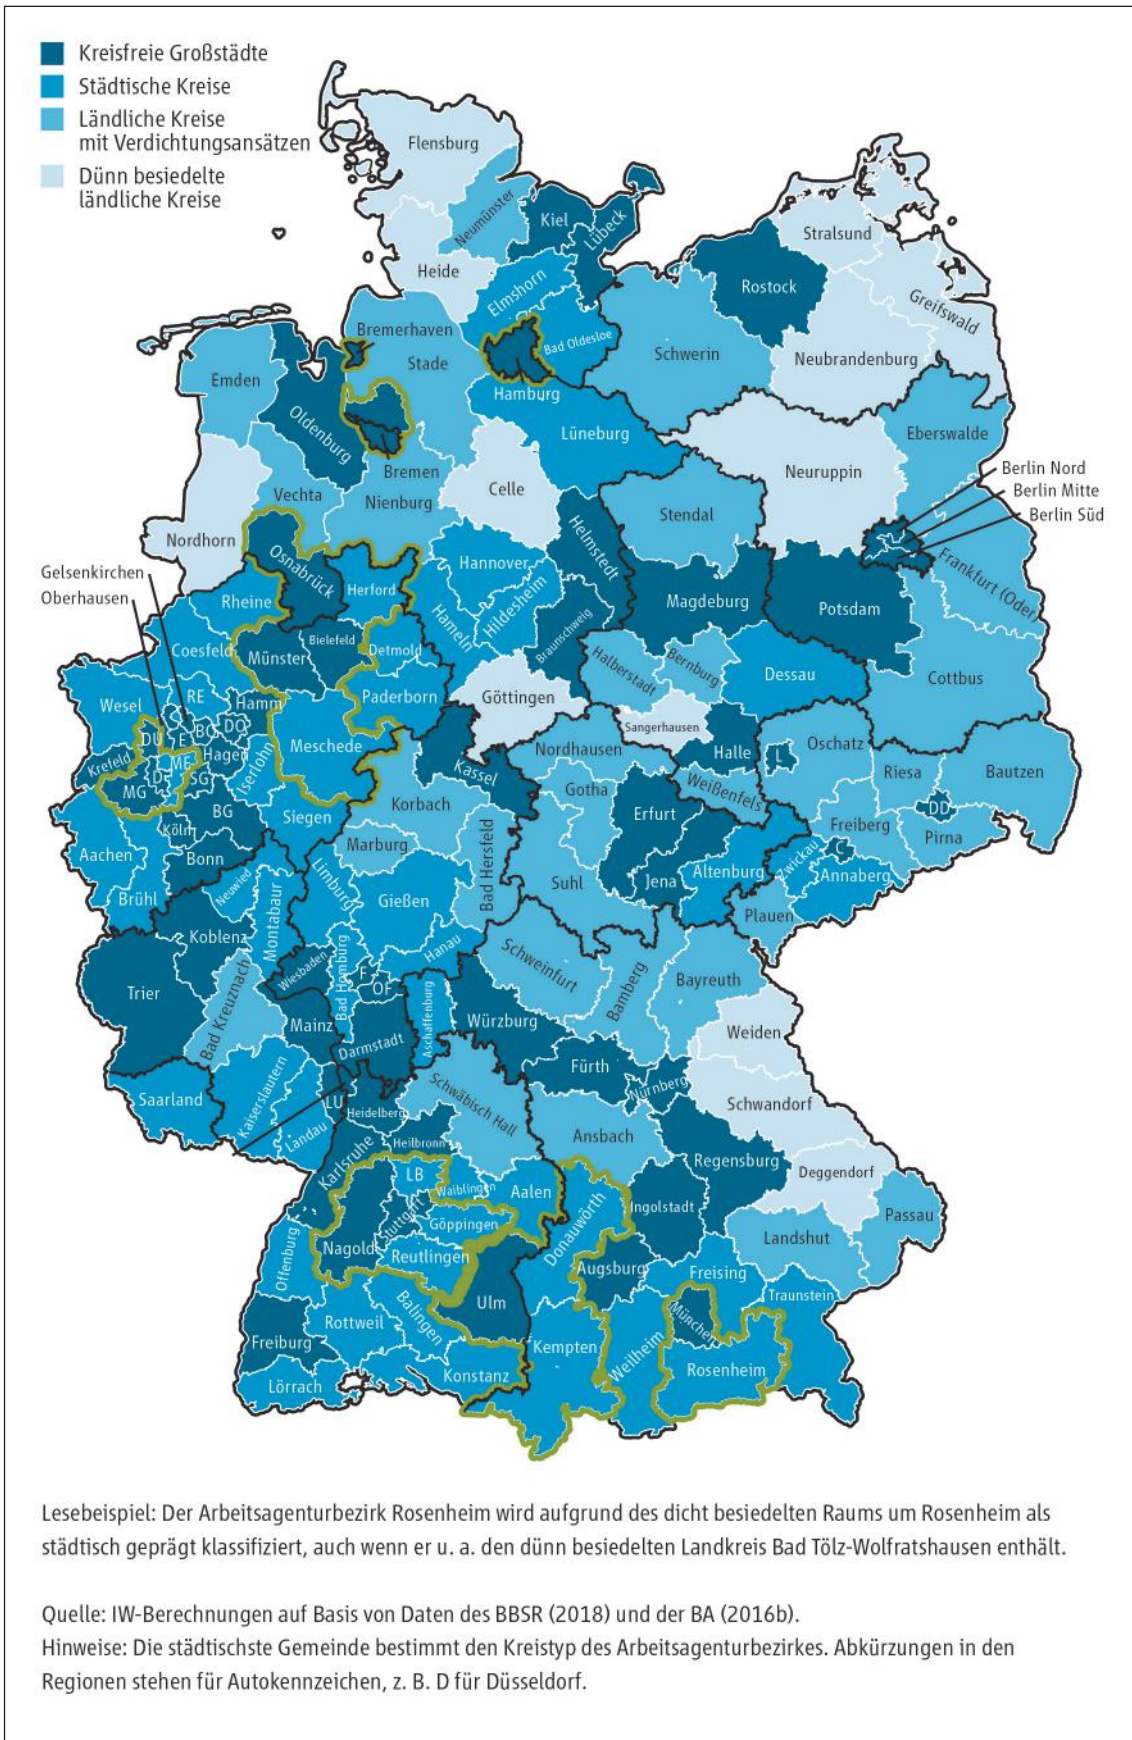 Kreisfreie Großstädte
Städtische Kreise
Ländliche Kreise
mit Verdichtungsansätzen
Dünn besiedelte
ländliche Kreise
Flensburg
Neumünster
Kiel
Lübeck
Heide
Stralsund
Rostock
Greifswald
Elmshorn
Bremerhaven
Bad Oldesloe
Schwerin
Neubrandenburg
Stade
Emden
Hamburg
Oldenburg
Lüneburg
Eberswalde
Bremen
Neuruppin
Berlin Nord
Berlin Mitte
Berlin Süd
Celle
Vechta
Nienburg
Stendal
Nordhorn
Helmstedt
Osnabrück
Hannover
Frankfurt (Oder)
Gelsenkirchen
Oberhausen
Herford
Rheine
Hildesheim
Magdeburg
Potsdam
Hameln
Braunschweig
Bielefeld
Münster
Coesfeld
Detmold
Halberstadt
Bernburg
Dessau
Cottbus
Wesel
RE
Hamm
Paderborn
Göttingen
Sangerhausen
DU
E
BO
DO
Meschede
Nordhausen
Halle
L
Oschatz
Krefeld
ME
Hagen
Iserlohn
Kassel
Riesa
Bautzen
D
SG
MG
Gotha
Weißenfels
Korbach
Erfurt
DD
BG
Siegen
Köln
Freiberg
Pirna
Marburg
Bad Hersfeld
Aachen
Bonn
Zwickau
C
Annaberg
Limburg
Suhl
Jena
Altenburg
Brühl
Neuwied
Gießen
Plauen
Montabaur
Koblenz
Hanau
Schweinfurt
Wiesbaden
Bad Homburg
F
OF
Bamberg
Bayreuth
Trier
Bad Kreuznach
Aschaffenburg
Mainz
Würzburg
Weiden
Darmstadt
Fürth
Nürnberg
Schwandorf
Saarland
Kaiserslautern
LU
Heidelberg
Schwäbisch Hall
Landau
Ansbach
Heilbronn
Karlsruhe
Regensburg
Deggendorf
LB
Waiblingen
Aalen
Donauwörth
Ingolstadt
Passau
Stuttgart
Göppingen
Landshut
Nagold
Reutlingen
Offenburg
Augsburg
Freising
Ulm
Traunstein
Balingen
Rottweil
München
Freiburg
Kempten
Weilheim
Konstanz
Rosenheim
Lörrach
Lesebeispiel: Der Arbeitsagenturbezirk Rosenheim wird aufgrund des dicht besiedelten Raums um Rosenheim als
städtisch geprägt klassifiziert, auch wenn er u. a. den dünn besiedelten Landkreis Bad Tölz-Wolfratshausen enthält.
Quelle: IW-Berechnungen auf Basis von Daten des BBSR (2018) und der BA (2016b).
Hinweise: Die städtischste Gemeinde bestimmt den Kreistyp des Arbeitsagenturbezirkes. Abkürzungen in den
Regionen stehen für Autokennzeichen, z. B. D für Düsseldorf.